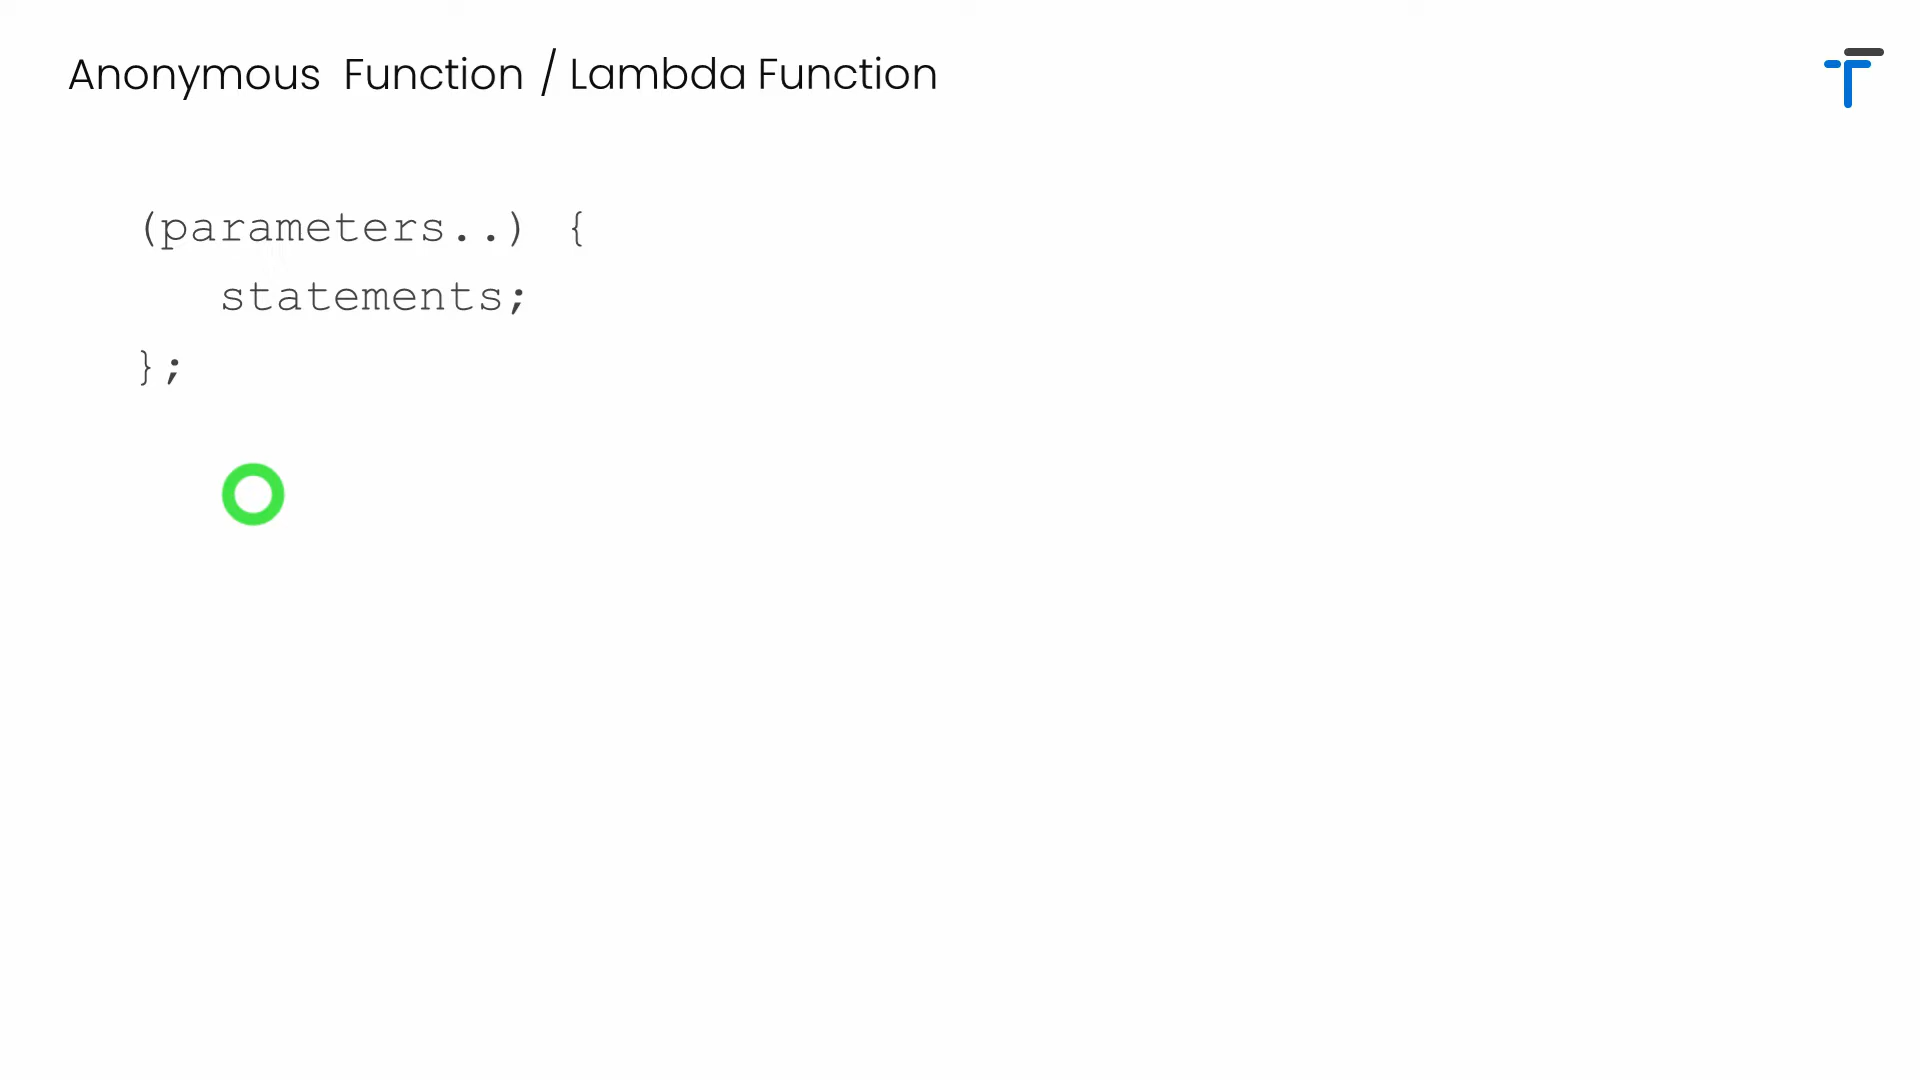 Anonymous Function / Lambda Function
(parameters..) {
statements;
};